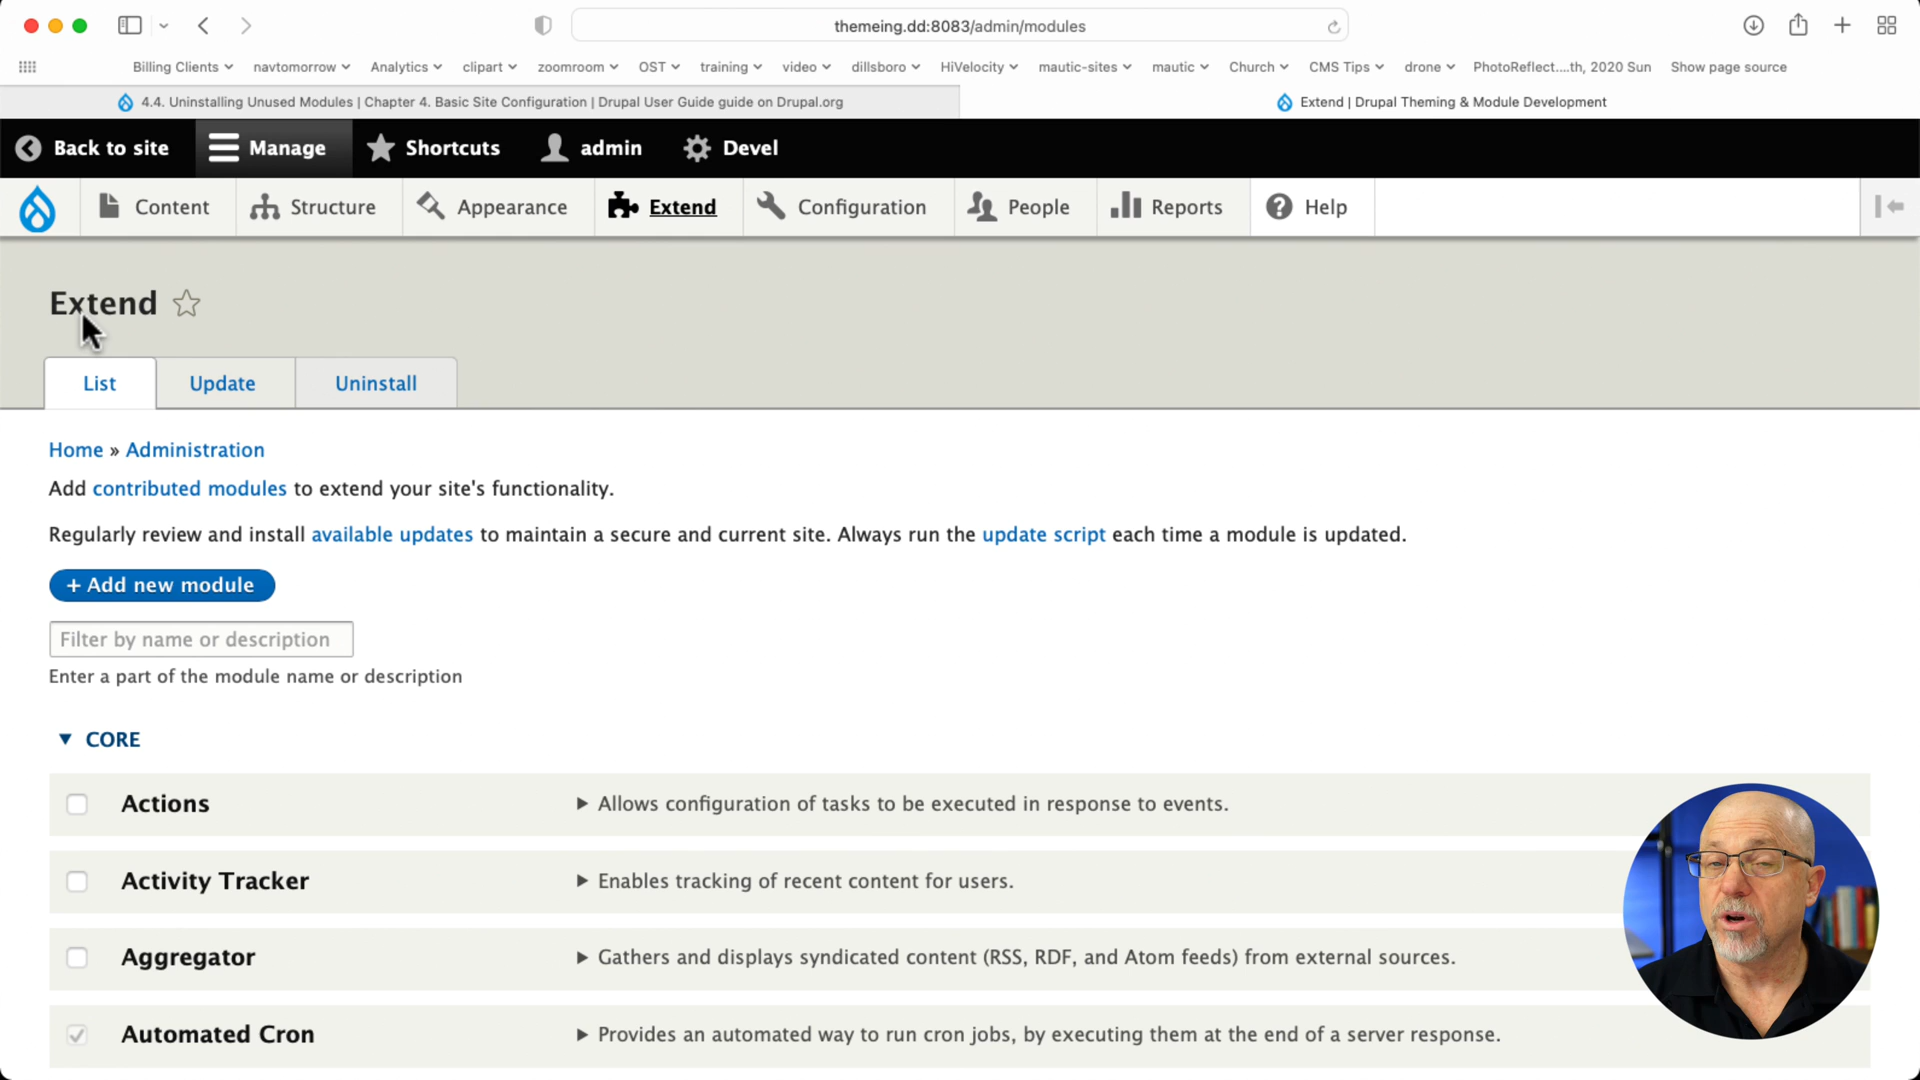 themeing.dd:8083/admin/modules
Billing Clients navtomorrow Analytics clipart zoomroom OST training video dillsboro HiVelocity mautic-sites mautic Church CMS Tips drone PhotoReflect....th, 2020 Sun Show page source
4.4. Uninstalling Unused Modules | Chapter 4. Basic Site Configuration | Drupal User Guide guide on Drupal.org Extend | Drupal Theming & Module Development
Back to site Manage Shortcuts admin Devel
Content Structure Appearance Extend Configuration People Reports Help
Extend
List Update Uninstall
Home » Administration
Add contributed modules to extend your site's functionality.
Regularly review and install available updates to maintain a secure and current site. Always run the update script each time a module is updated.
+ Add new module
Filter by name or description
Enter a part of the module name or description
CORE
Actions Allows configuration of tasks to be executed in response to events.
Activity Tracker Enables tracking of recent content for users.
Aggregator Gathers and displays syndicated content (RSS, RDF, and Atom feeds) from external sources.
Automated Cron Provides an automated way to run cron jobs, by executing them at the end of a server response.